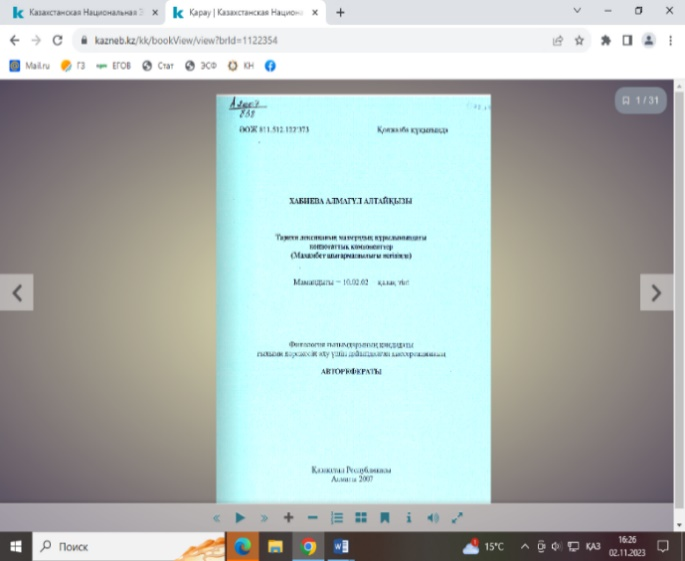 Казахстанская Национальная Э
Қарау | Казахстанская Национа
kazneb.kz/kk/bookView/view?brId=1122354
Mail.ru
ГЗ
ЕГОВ
Стат
ЭСФ
КН
1 / 31
ӘОЖ 811.512.122'373
Қолжазба құқығында
ХАБИЕВА АЛМАГҮЛ АЛТАЙҚЫЗЫ
Тарихи лексиканың мазмұндық құрылымындағы
коннотаттық компоненттер
(Махамбет шығармашылығы негізінде)
Мамандығы – 10.02.02 қазақ тілі
Филология ғылымдарының кандидаты
ғылыми дәрежесін алу үшін дайындалған диссертацияның
АВТОРЕФЕРАТЫ
Қазақстан Республикасы
Алматы 2007
Поиск
15°C
ҚАЗ
16:26
02.11.2023